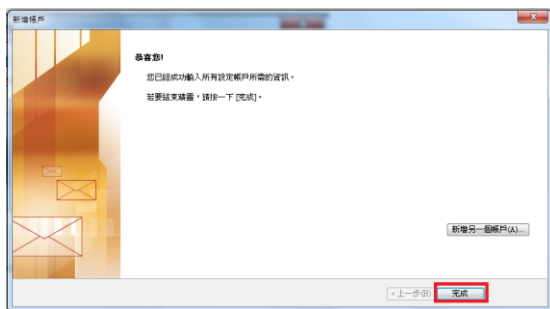 新增帳戶
恭喜您!
您已經成功輸入所有設定帳戶所需的資訊。
若要結束精靈，請按一下 [完成]。
新增另一個帳戶(A)...
< 上一步(B)
完成